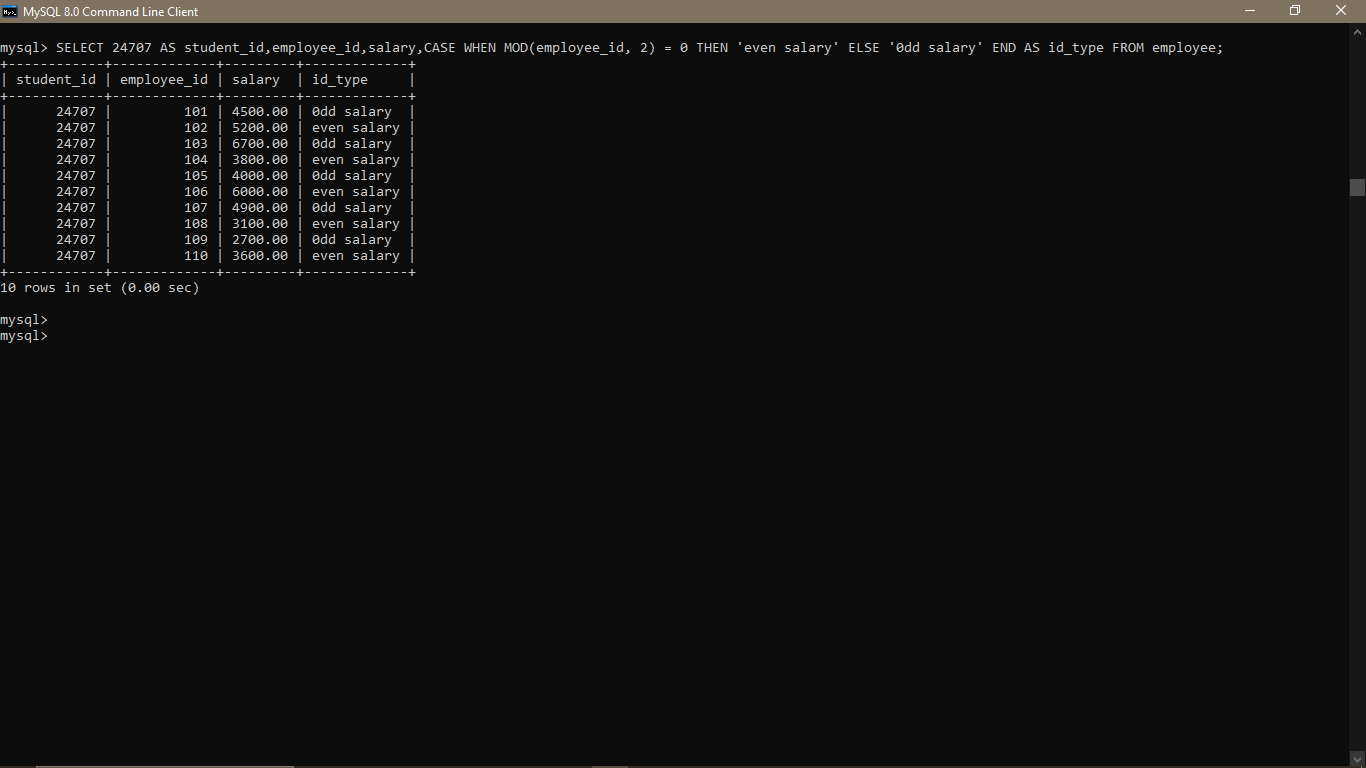 MySQL 8.0 Command Line Client
mysql> SELECT 24707 AS student_id,employee_id,salary,CASE WHEN MOD(employee_id, 2) = 0 THEN 'even salary' ELSE '0dd salary' END AS id_type FROM employee;
+------------+-------------+---------+-------------+
| student_id | employee_id | salary  | id_type     |
+------------+-------------+---------+-------------+
|      24707 |         101 | 4500.00 | 0dd salary  |
|      24707 |         102 | 5200.00 | even salary |
|      24707 |         103 | 6700.00 | 0dd salary  |
|      24707 |         104 | 3800.00 | even salary |
|      24707 |         105 | 4000.00 | 0dd salary  |
|      24707 |         106 | 6000.00 | even salary |
|      24707 |         107 | 4900.00 | 0dd salary  |
|      24707 |         108 | 3100.00 | even salary |
|      24707 |         109 | 2700.00 | 0dd salary  |
|      24707 |         110 | 3600.00 | even salary |
+------------+-------------+---------+-------------+
10 rows in set (0.00 sec)
mysql>
mysql>